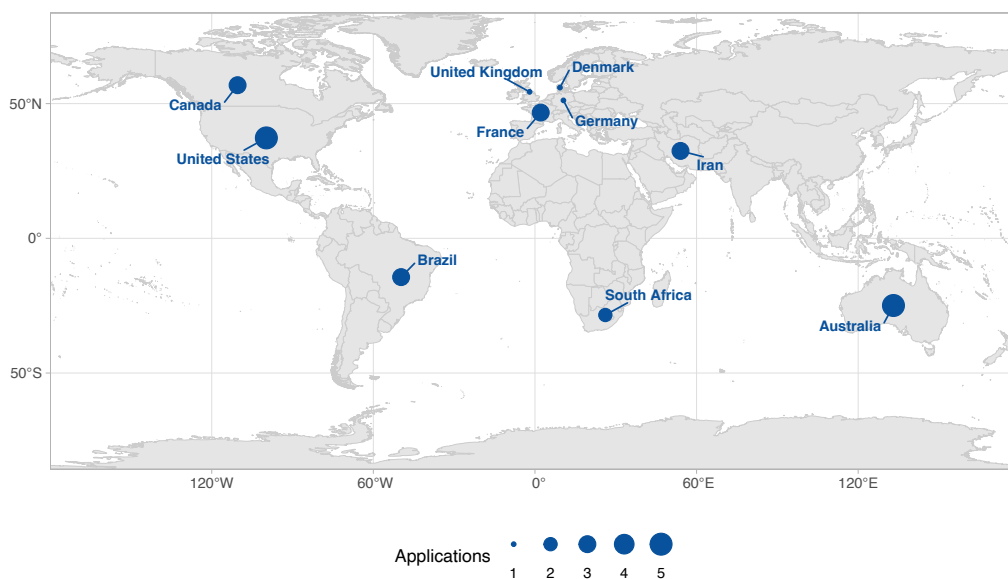 United Kingdom
Denmark
Canada
50°N
France
Germany
United States
Iran
0°
Brazil
South Africa
Australia
50°S
120°W
60°W
0°
60°E
120°E
Applications
1
2
3
4
5